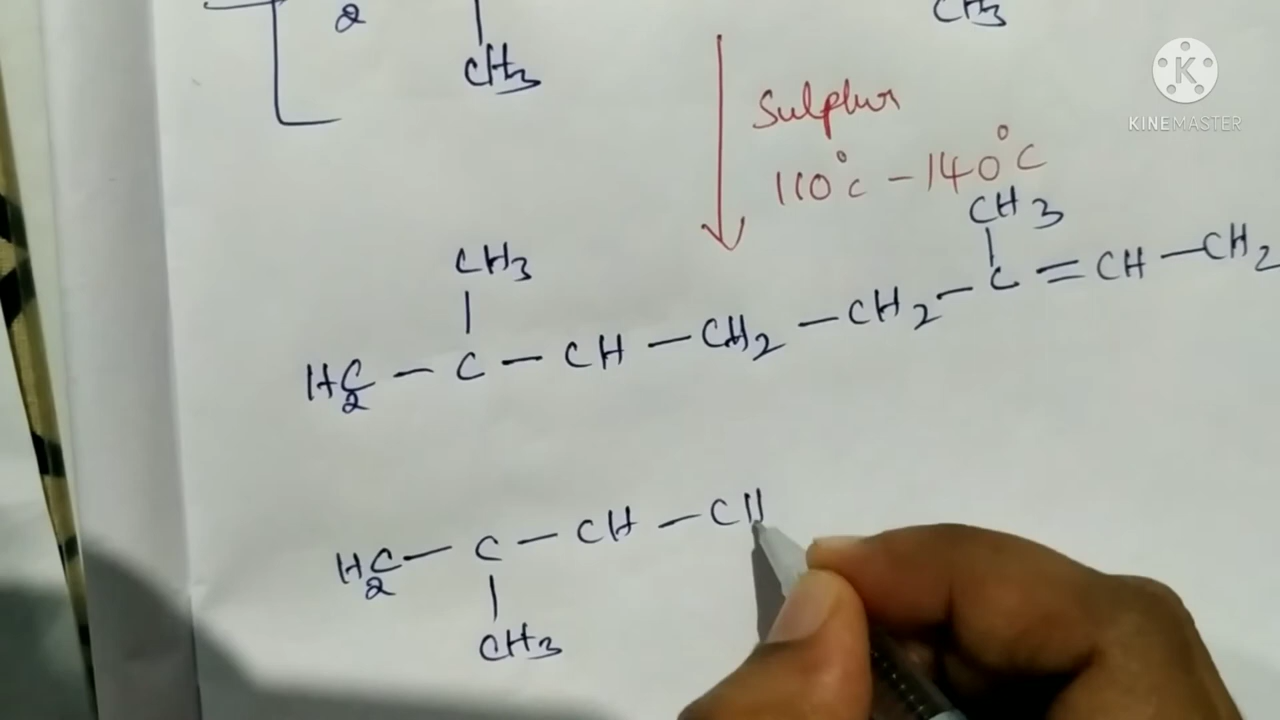 2 CH3
CH3
Sulphur
110°C - 140°C
KINEMASTER
CH3
CH3
H2C - C - CH - CH2 - CH2 - C = CH - CH2
H2C - C - CH - CH
CH3